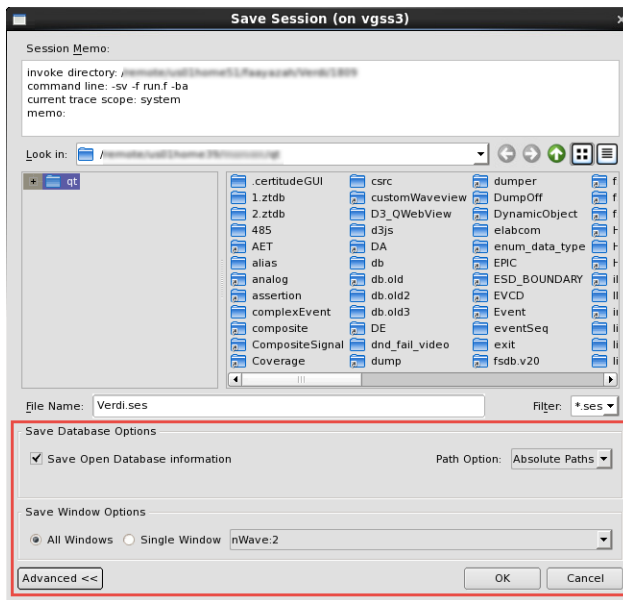 Save Session (on vgss3)
Session Memo:
invoke directory:
command line: -sv -f run.f -ba
current trace scope: system
memo:
Look in: /
qt
.certitudeGUI csrc dumper f
1.ztdb customWaveview DumpOff f
2.ztdb D3_QWebView DynamicObject f
485 d3js elabcom
AET DA enum_data_type
alias db EPIC
analog db.old ESD_BOUNDARY
assertion db.old2 EVCD
complexEvent db.old3 Event
composite DE eventSeq
CompositeSignal dnd_fail_video exit
Coverage dump fsdb.v20
File Name: Verdi.ses Filter: *.ses
Save Database Options
Save Open Database information Path Option: Absolute Paths
Save Window Options
All Windows Single Window nWave:2
Advanced << OK Cancel